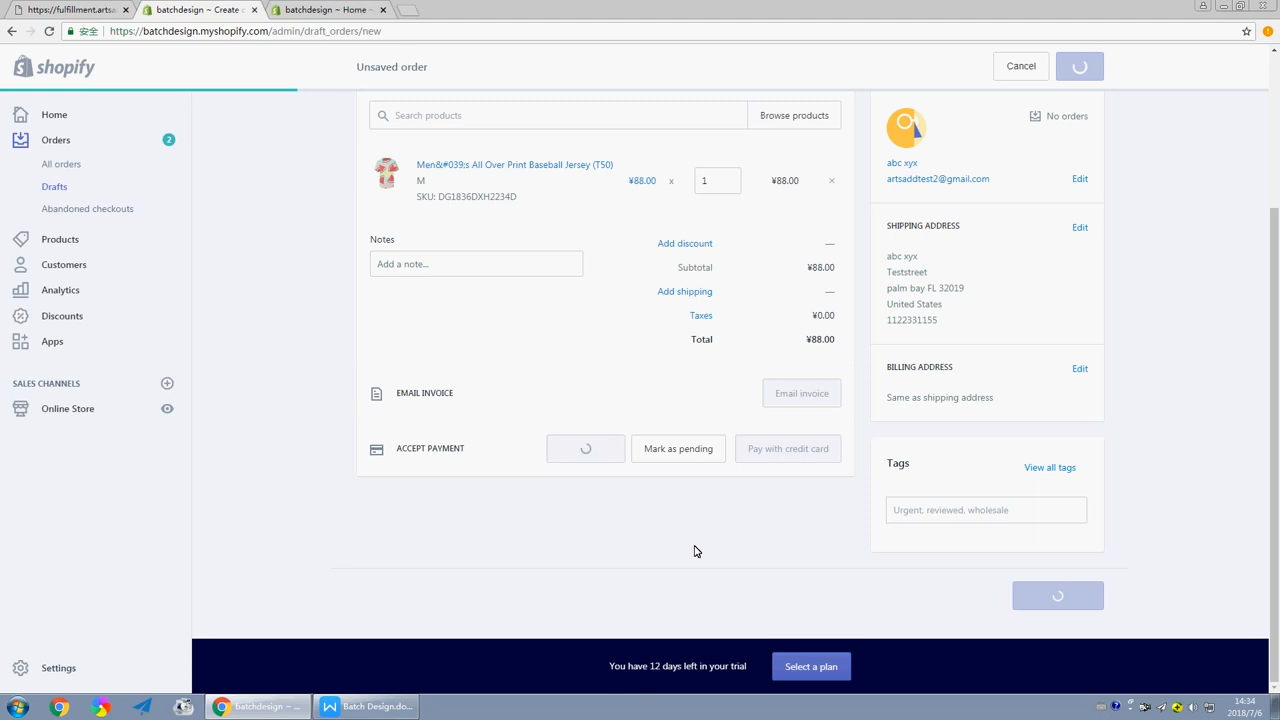 https://fulfillment.artsa
batchdesign ~ Create o
batchdesign ~ Home ~
安全
https://batchdesign.myshopify.com/admin/draft_orders/new
shopify
Unsaved order
Cancel
Home
Orders
2
All orders
Drafts
Abandoned checkouts
Products
Customers
Analytics
Discounts
Apps
SALES CHANNELS
Online Store
Settings
Search products
Browse products
Men&#039;s All Over Print Baseball Jersey (T50)
M
¥88.00 x 1 ¥88.00 ×
SKU: DG1836DXH2234D
Notes
Add a note...
Add discount —
Subtotal ¥88.00
Add shipping —
Taxes ¥0.00
Total ¥88.00
EMAIL INVOICE
Email invoice
ACCEPT PAYMENT
Mark as pending
Pay with credit card
No orders
abc xyx
artsaddtest2@gmail.com
Edit
SHIPPING ADDRESS
Edit
abc xyx
Teststreet
palm bay FL 32019
United States
1122331155
BILLING ADDRESS
Edit
Same as shipping address
Tags
View all tags
Urgent, reviewed, wholesale
You have 12 days left in your trial
Select a plan
batchdesign ~ ...
Batch Design.do...
14:34
2018/7/6